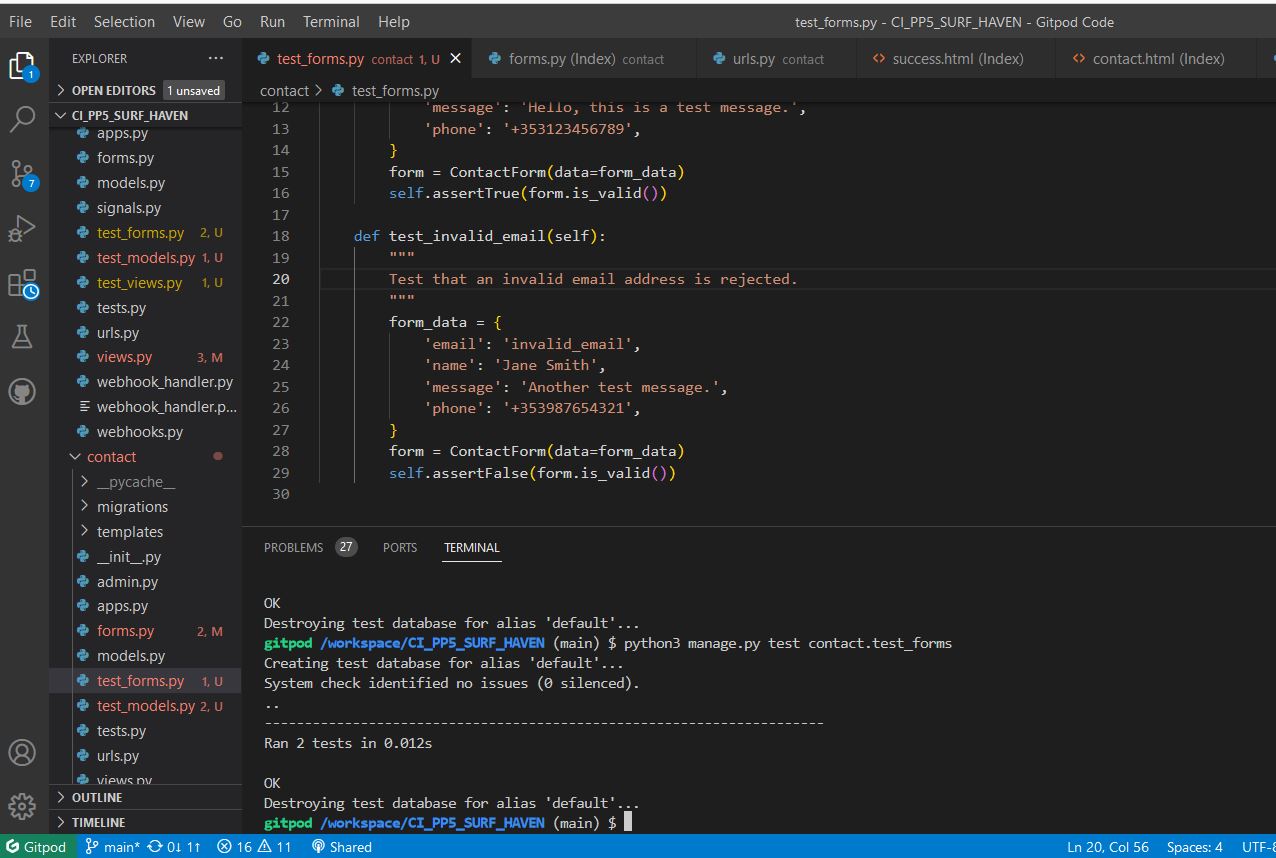 File Edit Selection View Go Run Terminal Help test_forms.py - CI_PP5_SURF_HAVEN - Gitpod Code
EXPLORER ···
OPEN EDITORS 1 unsaved
CI_PP5_SURF_HAVEN
apps.py
forms.py
models.py
signals.py
test_forms.py 2, U
test_models.py 1, U
test_views.py 1, U
tests.py
urls.py
views.py 3, M
webhook_handler.py
webhook_handler.p...
webhooks.py
contact
__pycache__
migrations
templates
__init__.py
admin.py
apps.py
forms.py 2, M
models.py
test_forms.py 1, U
test_models.py 2, U
tests.py
urls.py
views.py
OUTLINE
TIMELINE
1
7
test_forms.py contact 1, U forms.py (Index) contact urls.py contact success.html (Index) contact.html (Index)
contact > test_forms.py
12 'message': 'Hello, this is a test message.',
13 'phone': '+353123456789',
14 }
15 form = ContactForm(data=form_data)
16 self.assertTrue(form.is_valid())
17
18 def test_invalid_email(self):
19 """
20 Test that an invalid email address is rejected.
21 """
22 form_data = {
23 'email': 'invalid_email',
24 'name': 'Jane Smith',
25 'message': 'Another test message.',
26 'phone': '+353987654321',
27 }
28 form = ContactForm(data=form_data)
29 self.assertFalse(form.is_valid())
30
PROBLEMS 27 PORTS TERMINAL
OK
Destroying test database for alias 'default'...
gitpod /workspace/CI_PP5_SURF_HAVEN (main) $ python3 manage.py test contact.test_forms
Creating test database for alias 'default'...
System check identified no issues (0 silenced).
..
----------------------------------------------------------------------
Ran 2 tests in 0.012s
OK
Destroying test database for alias 'default'...
gitpod /workspace/CI_PP5_SURF_HAVEN (main) $
Gitpod main* 0↓ 1↑ 16 11 Shared Ln 20, Col 56 Spaces: 4 UTF-8